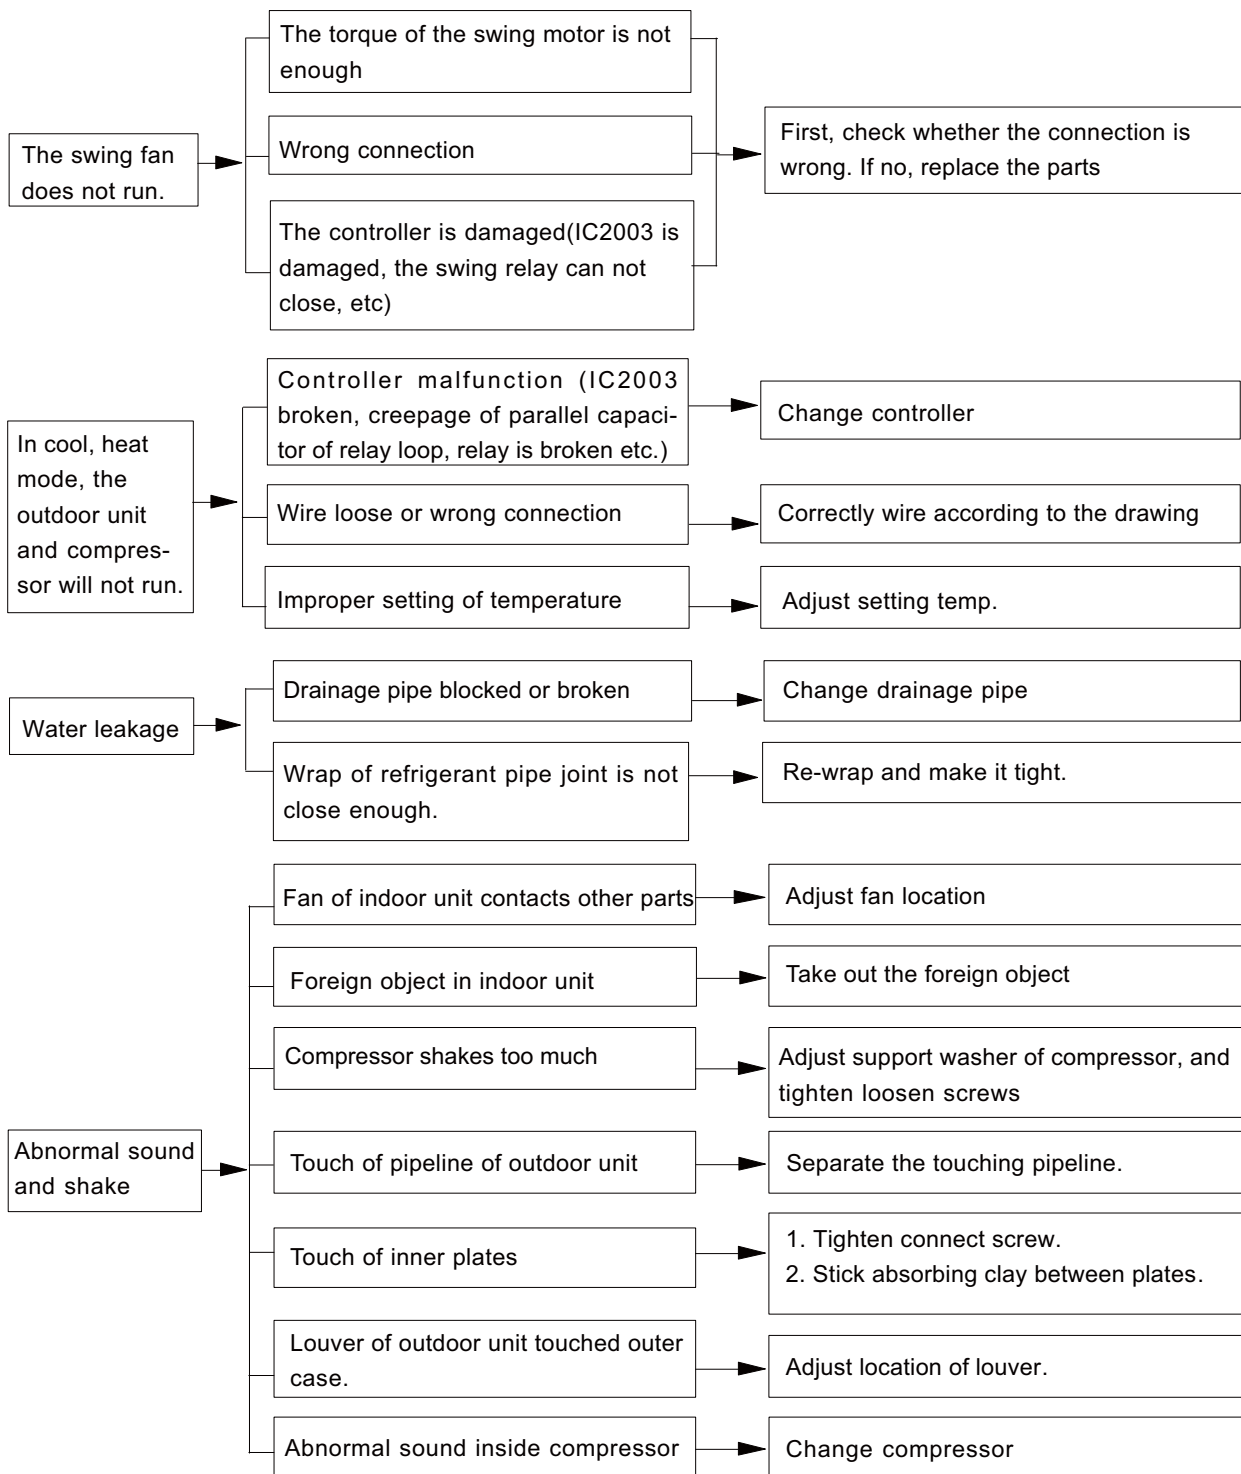 The swing fan
does not run.
The torque of the swing motor is not
enough
Wrong connection
The controller is damaged(IC2003 is
damaged, the swing relay can not
close, etc)
First, check whether the connection is
wrong. If no, replace the parts
In cool, heat
mode, the
outdoor unit
and compres-
sor will not run.
Controller malfunction (IC2003
broken, creepage of parallel capaci-
tor of relay loop, relay is broken etc.)
Change controller
Wire loose or wrong connection
Correctly wire according to the drawing
Improper setting of temperature
Adjust setting temp.
Water leakage
Drainage pipe blocked or broken
Change drainage pipe
Wrap of refrigerant pipe joint is not
close enough.
Re-wrap and make it tight.
Abnormal sound
and shake
Fan of indoor unit contacts other parts
Adjust fan location
Foreign object in indoor unit
Take out the foreign object
Compressor shakes too much
Adjust support washer of compressor, and
tighten loosen screws
Touch of pipeline of outdoor unit
Separate the touching pipeline.
Touch of inner plates
1. Tighten connect screw.
2. Stick absorbing clay between plates.
Louver of outdoor unit touched outer
case.
Adjust location of louver.
Abnormal sound inside compressor
Change compressor